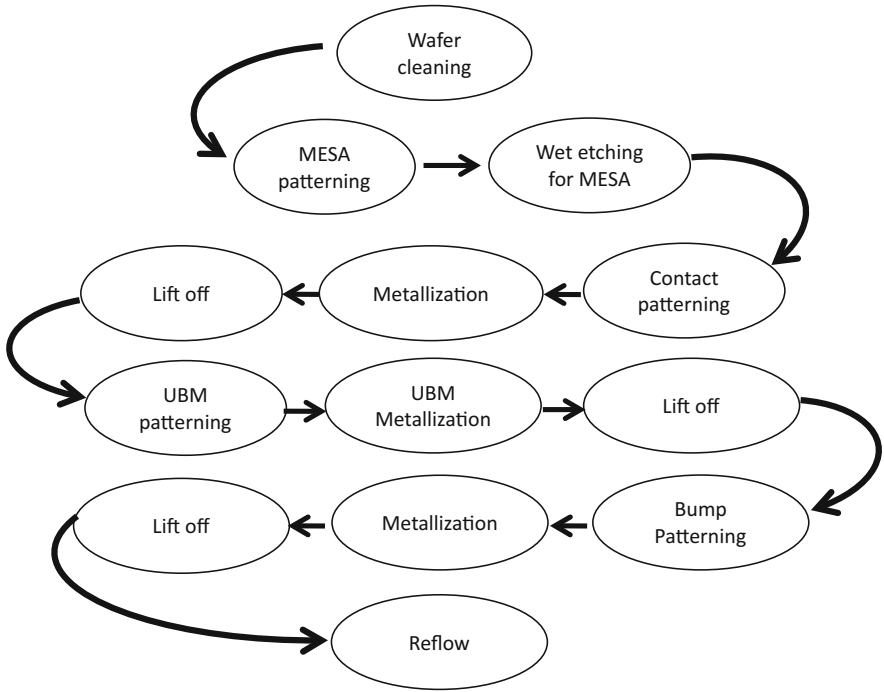 Wafer
cleaning
MESA
patterning
Wet etching
for MESA
Contact
patterning
Metallization
Lift off
UBM
patterning
UBM
Metallization
Lift off
Bump
Patterning
Metallization
Lift off
Reflow